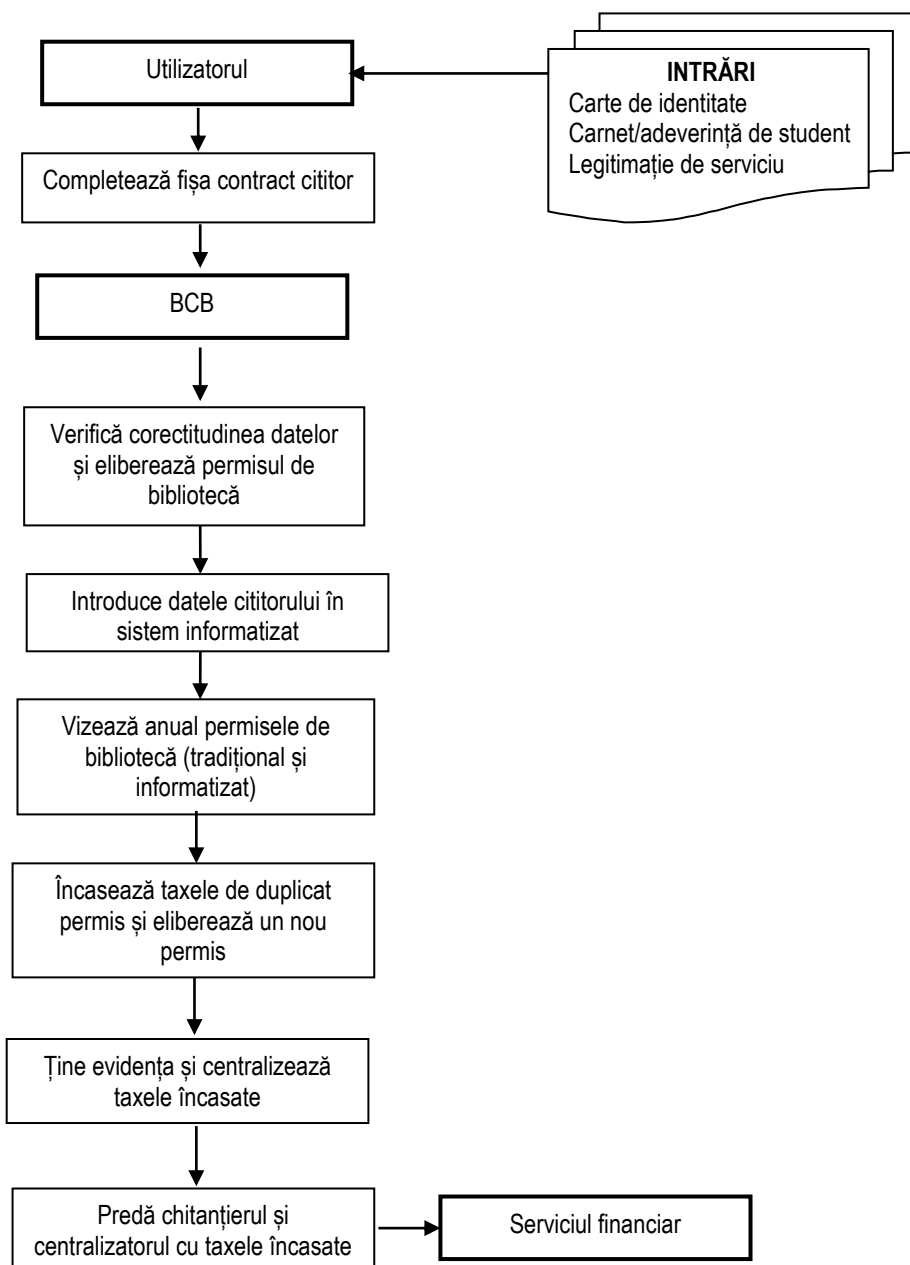 Utilizatorul
INTRĂRI
Carte de identitate
Carnet/adeverință de student
Legitimație de serviciu
Completează fișa contract cititor
BCB
Verifică corectitudinea datelor
și eliberează permisul de
bibliotecă
Introduce datele cititorului în
sistem informatizat
Vizează anual permisele de
bibliotecă (tradițional și
informatizat)
Încasează taxele de duplicat
permis și eliberează un nou
permis
Ține evidența și centralizează
taxele încasate
Predă chitanțierul și
centralizatorul cu taxele încasate
Serviciul financiar